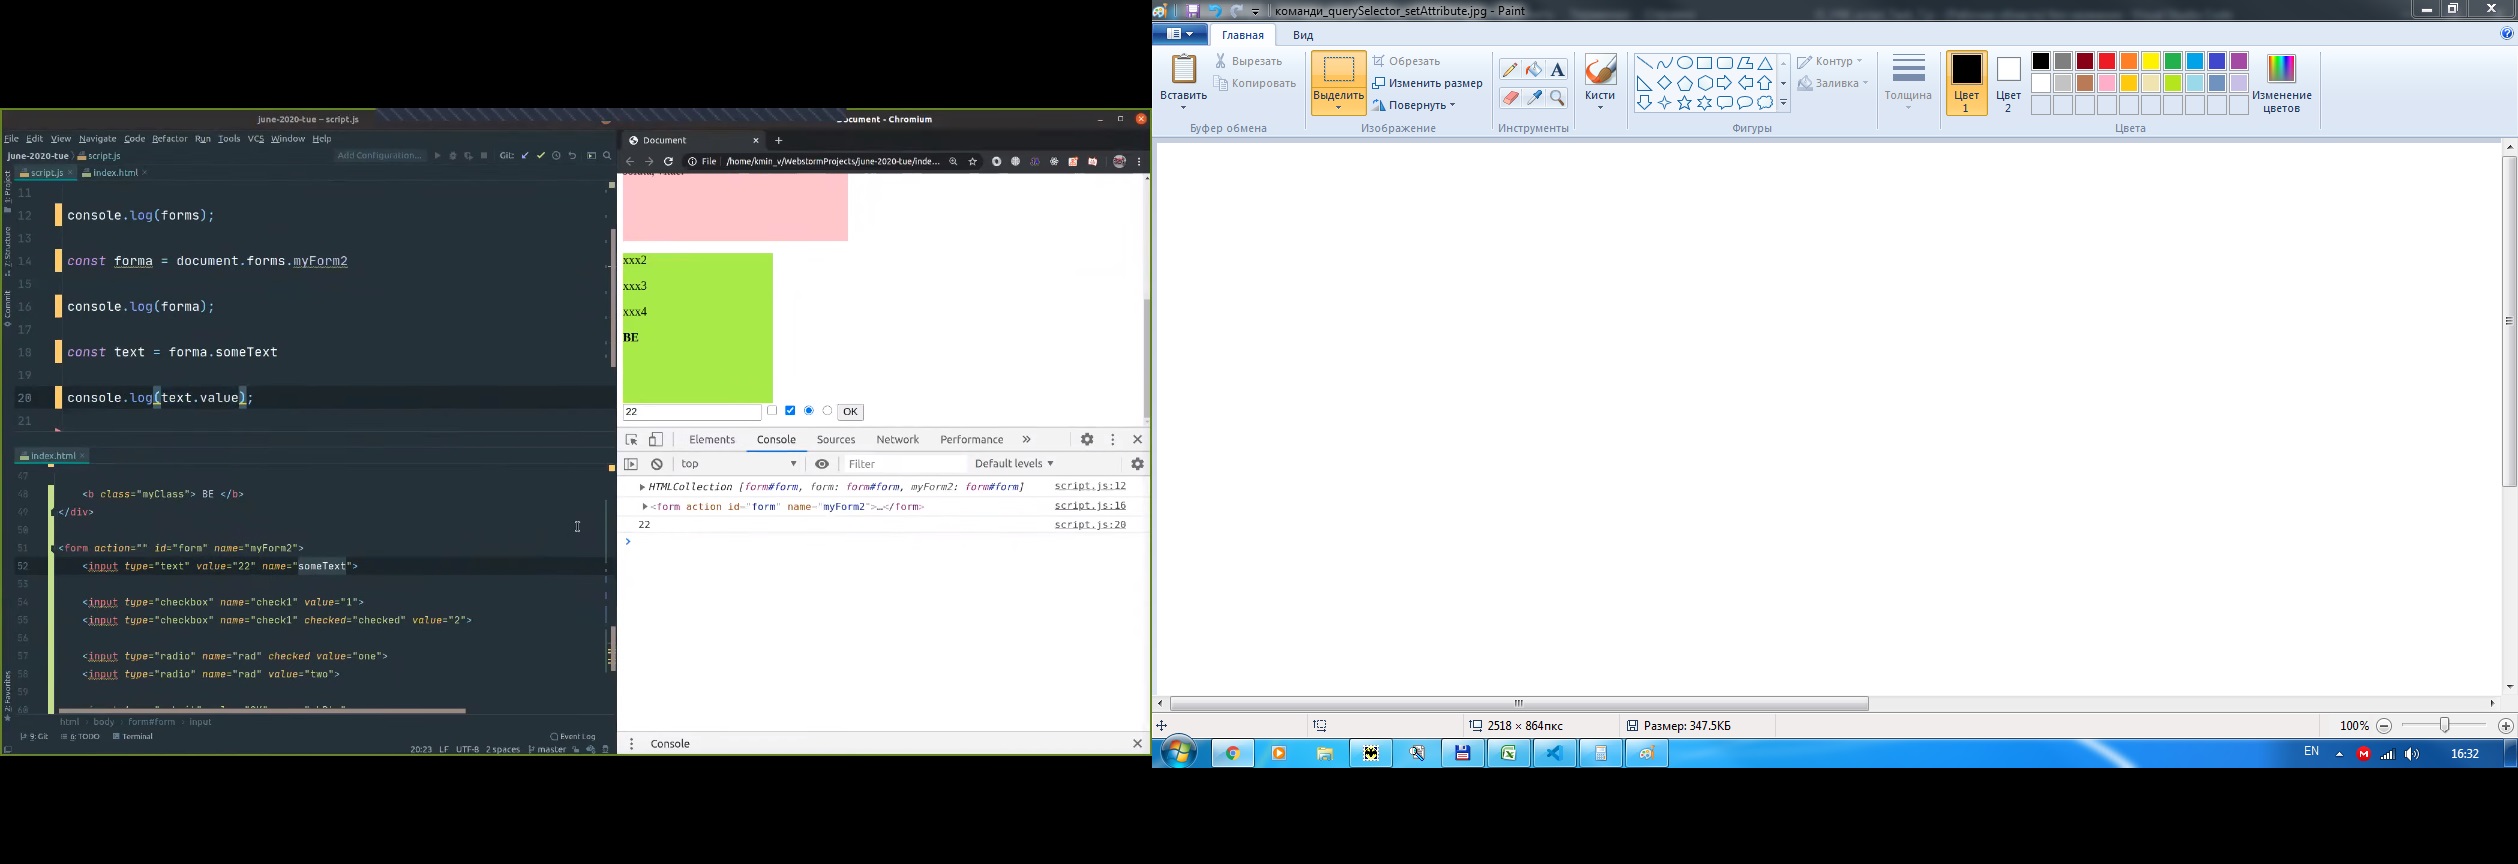 june-2020-tue – script.js
File Edit View Navigate Code Refactor Run Tools VCS Window Help
june-2020-tue script.js
Add Configuration... Git:
script.js index.html
11
12 console.log(forms);
13
14 const forma = document.forms.myForm2
15
16 console.log(forma);
17
18 const text = forma.someText
19
20 console.log(text.value);
21
1: Project
7: Structure
Commit
2: Favorites
index.html
47
48 <b class="myClass"> BE </b>
49 </div>
50
51 <form action="" id="form" name="myForm2">
52 <input type="text" value="22" name="someText">
53
54 <input type="checkbox" name="check1" value="1">
55 <input type="checkbox" name="check1" checked="checked" value="2">
56
57 <input type="radio" name="rad" checked value="one">
58 <input type="radio" name="rad" value="two">
59
60
html › body › form#form › input
9: Git 6: TODO Terminal Event Log
20:23 LF UTF-8 2 spaces master
Document - Chromium
Document
File /home/kmin_v/WebstormProjects/june-2020-tue/inde...
xxx2
xxx3
xxx4
BE
22 OK
Elements Console Sources Network Performance »
top Filter Default levels
HTMLCollection [form#form, form: form#form, myForm2: form#form] script.js:12
<form action id="form" name="myForm2">…</form> script.js:16
22 script.js:20
Console
команди_querySelector_setAttribute.jpg - Paint
Главная Вид
Вставить
Вырезать
Копировать
Буфер обмена
Выделить
Обрезать
Изменить размер
Повернуть
Изображение
Инструменты
Кисти
Контур
Заливка
Фигуры
Толщина
Цвет 1
Цвет 2
Изменение цветов
Цвета
2518 × 864пкс Размер: 347.5КБ 100%
EN 16:32